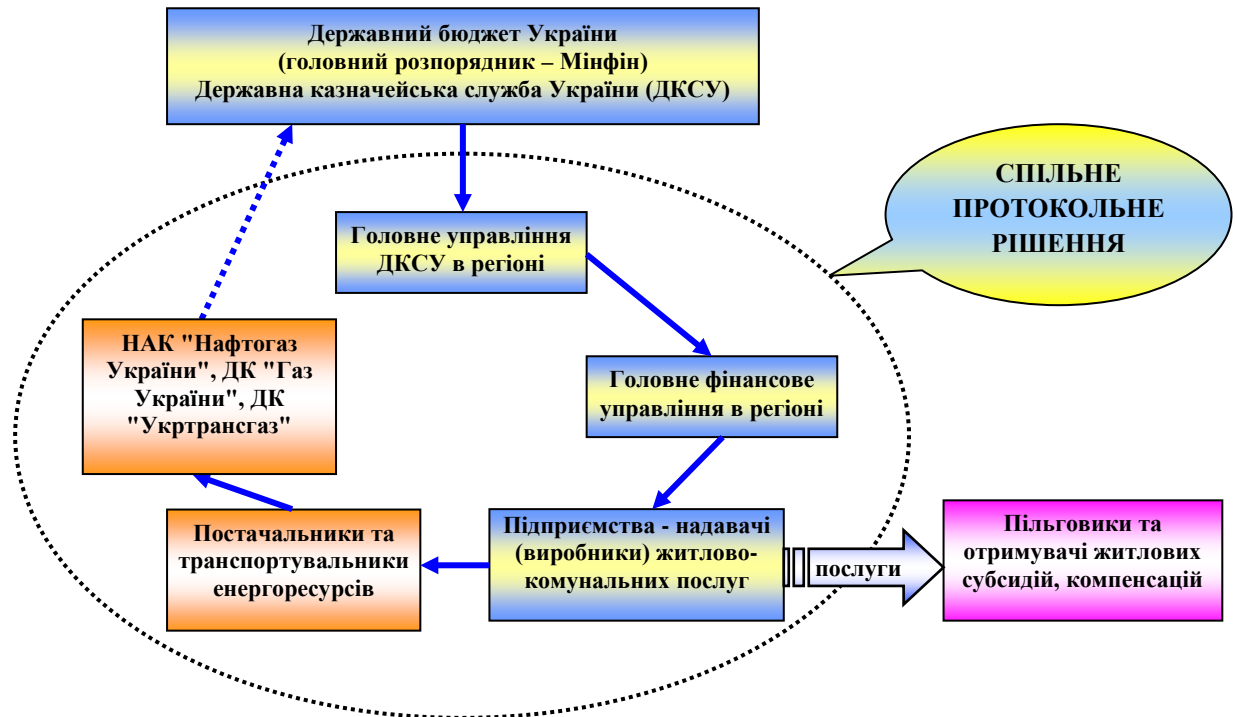 Державний бюджет України
(головний розпорядник – Мінфін)
Державна казначейська служба України (ДКСУ)
СПІЛЬНЕ
ПРОТОКОЛЬНЕ
РІШЕННЯ
Головне управління
ДКСУ в регіоні
НАК "Нафтогаз
України", ДК "Газ
України", ДК
"Укртрансгаз"
Головне фінансове
управління в регіоні
Постачальники та
транспортувальники
енергоресурсів
Підприємства - надавачі
(виробники) житлово-
комунальних послуг
послуги
Пільговики та
отримувачі житлових
субсидій, компенсацій